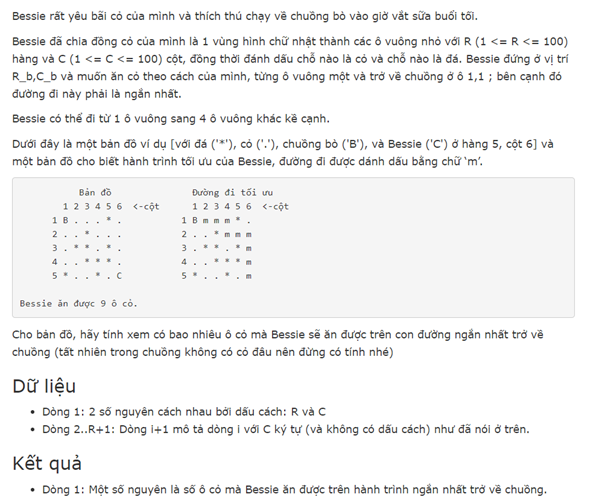 Bessie rất yêu bãi cỏ của mình và thích thú chạy về chuồng bò vào giờ vắt sữa buổi tối.
Bessie đã chia đồng cỏ của mình là 1 vùng hình chữ nhật thành các ô vuông nhỏ với R (1 <= R <= 100)
hàng và C (1 <= C <= 100) cột, đồng thời đánh dấu chỗ nào là cỏ và chỗ nào là đá. Bessie đứng ở vị trí
R_b,C_b và muốn ăn cỏ theo cách của mình, từng ô vuông một và trở về chuồng ở ô 1,1 ; bên cạnh đó
đường đi này phải là ngắn nhất.
Bessie có thể đi từ 1 ô vuông sang 4 ô vuông khác kề cạnh.
Dưới đây là một bản đồ ví dụ [với đá ('*'), cỏ ('.'), chuồng bò ('B'), và Bessie ('C') ở hàng 5, cột 6] và
một bản đồ cho biết hành trình tối ưu của Bessie, đường đi được dánh dấu bằng chữ 'm'.
Bản đồ Đường đi tối ưu
1 2 3 4 5 6 <-cột 1 2 3 4 5 6 <-cột
1 B . . . * . 1 B m m m * .
2 . . * . . . 2 . . * m m m
3 . * * . * . 3 . * * . * m
4 . . * * * . 4 . . * * * m
5 * . . * . C 5 * . . * . m
Bessie ăn được 9 ô cỏ.
Cho bản đồ, hãy tính xem có bao nhiêu ô cỏ mà Bessie sẽ ăn được trên con đường ngắn nhất trở về
chuồng (tất nhiên trong chuồng không có cỏ đâu nên đừng có tính nhé)
Dữ liệu
• Dòng 1: 2 số nguyên cách nhau bởi dấu cách: R và C
• Dòng 2..R+1: Dòng i+1 mô tả dòng i với C ký tự (và không có dấu cách) như đã nói ở trên.
Kết quả
• Dòng 1: Một số nguyên là số ô cỏ mà Bessie ăn được trên hành trình ngắn nhất trở về chuồng.